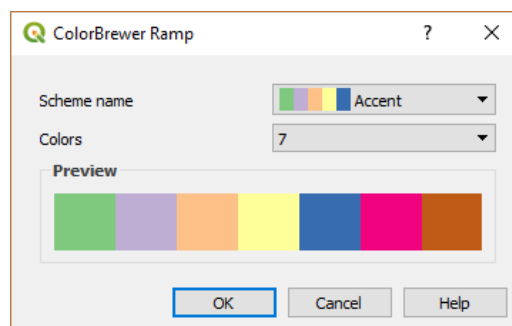 ColorBrewer Ramp ?
Scheme name Accent
Colors 7
Preview
OK Cancel Help